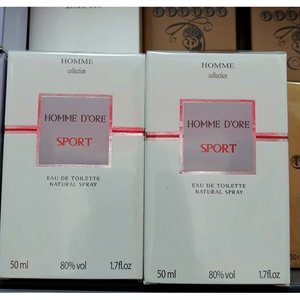 HOMME
collection
HOMME D'ORE
SPORT
EAU DE TOILETTE
NATURAL SPRAY
50 ml 80% vol 1.7fl.oz
HOMME
collection
HOMME D'ORE
SPORT
EAU DE TOILETTE
NATURAL SPRAY
50 ml 80% vol 1.7fl.oz